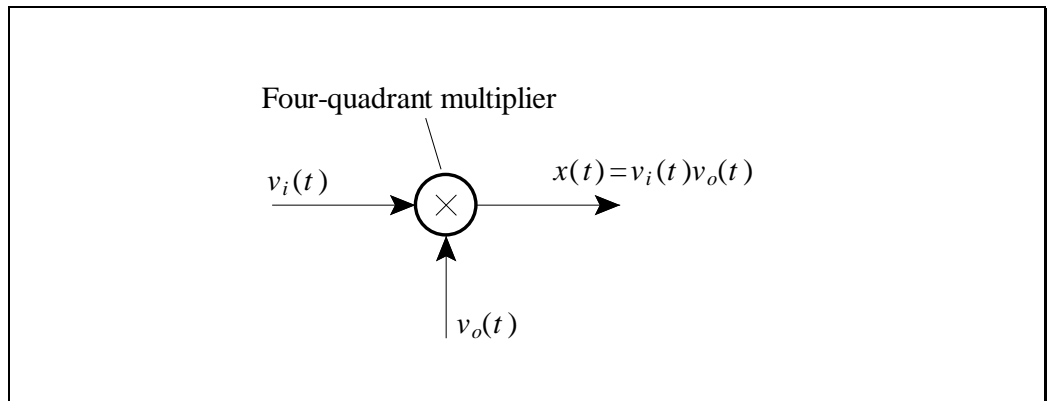 Four-quadrant multiplier
v_i(t)
x(t)=v_i(t)v_o(t)
×
v_o(t)